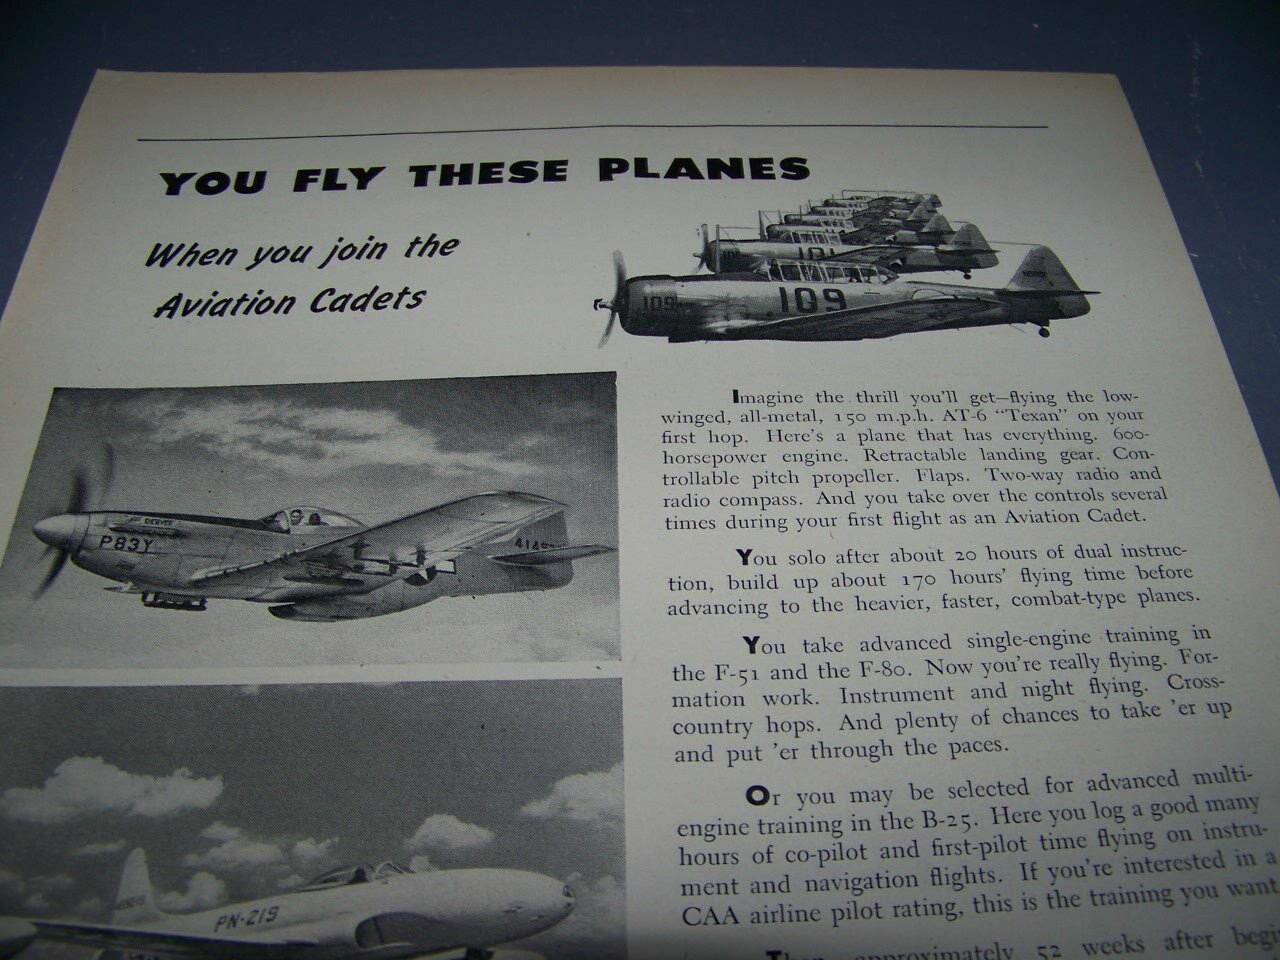 YOU FLY THESE PLANES
When you join the
Aviation Cadets
109
109
Imagine the thrill you'll get—flying the low-
winged, all-metal, 150 m.p.h. AT-6 "Texan" on your
first hop. Here's a plane that has everything. 600-
horsepower engine. Retractable landing gear. Con-
trollable pitch propeller. Flaps. Two-way radio and
radio compass. And you take over the controls several
times during your first flight as an Aviation Cadet.
You solo after about 20 hours of dual instruc-
tion, build up about 170 hours' flying time before
advancing to the heavier, faster, combat-type planes.
You take advanced single-engine training in
the F-51 and the F-80. Now you're really flying. For-
mation work. Instrument and night flying. Cross-
country hops. And plenty of chances to take 'er up
and put 'er through the paces.
Or you may be selected for advanced multi-
engine training in the B-25. Here you log a good many
hours of co-pilot and first-pilot time flying on instru-
ment and navigation flights. If you're interested in a
CAA airline pilot rating, this is the training you want.
approximately 52 weeks after
DENVER
P83Y
PN-219